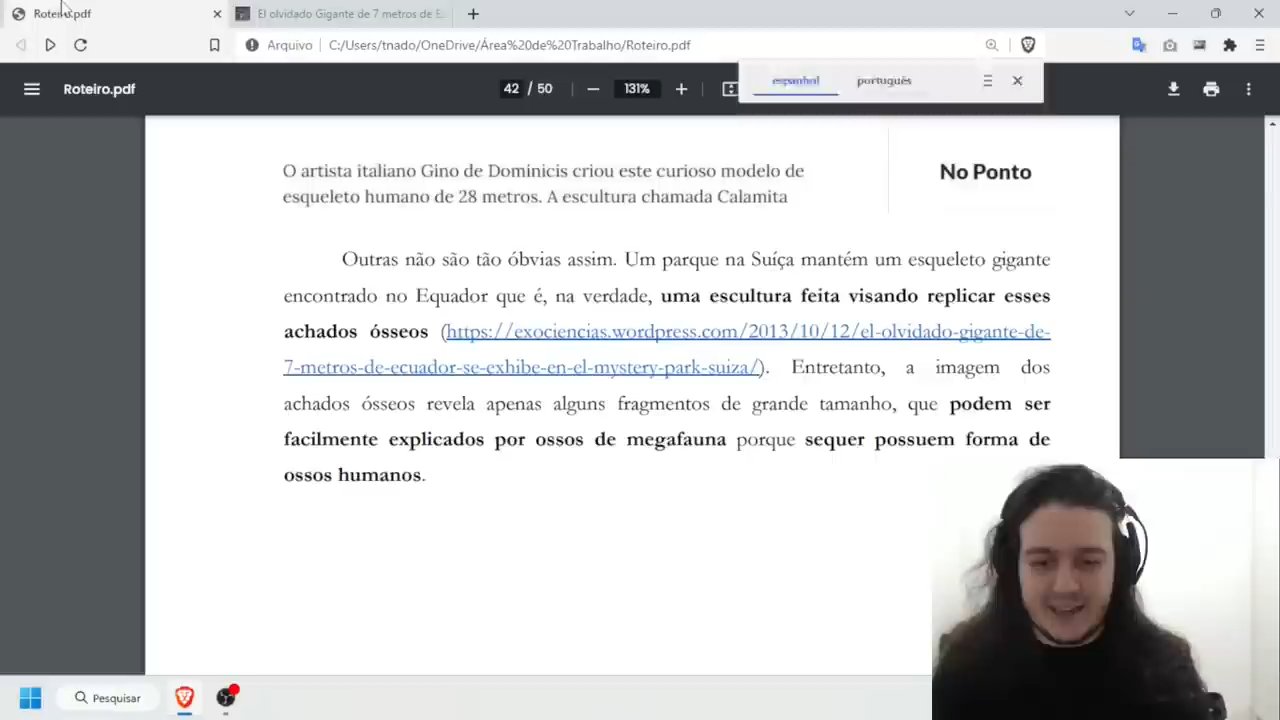 Roteiro.pdf
El olvidado Gigante de 7 metros de E
Arquivo
C:/Users/tnado/OneDrive/Área%20de%20Trabalho/Roteiro.pdf
espanhol
português
Roteiro.pdf
42 / 50
131%
O artista italiano Gino de Dominicis criou este curioso modelo de
esqueleto humano de 28 metros. A escultura chamada Calamita
No Ponto
Outras não são tão óbvias assim. Um parque na Suíça mantém um esqueleto gigante
encontrado no Equador que é, na verdade, uma escultura feita visando replicar esses
achados ósseos (https://exociencias.wordpress.com/2013/10/12/el-olvidado-gigante-de-
7-metros-de-ecuador-se-exhibe-en-el-mystery-park-suiza/). Entretanto, a imagem dos
achados ósseos revela apenas alguns fragmentos de grande tamanho, que podem ser
facilmente explicados por ossos de megafauna porque sequer possuem forma de
ossos humanos.
Pesquisar